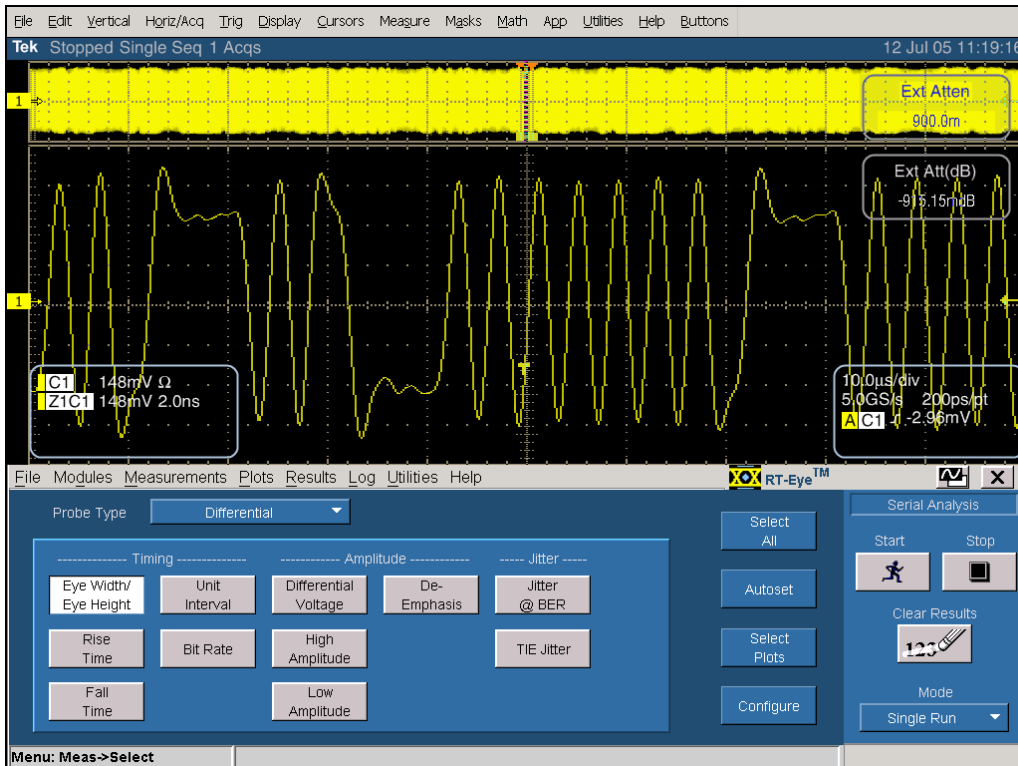 File Edit Vertical Horiz/Acq Trig Display Cursors Measure Masks Math App Utilities Help Buttons
Tek Stopped Single Seq 1 Acqs 12 Jul 05 11:19:16
1
Ext Atten
900.0m
Ext Att(dB)
-915.15mdB
1
C1 148mV Ω
Z1C1 148mV 2.0ns
10.0µs/div
5.0GS/s 200ps/pt
A C1 -2.96mV
File Modules Measurements Plots Results Log Utilities Help
RT-Eye™
Probe Type Differential
Timing
Amplitude
Jitter
Eye Width/
Eye Height
Unit
Interval
Differential
Voltage
De-
Emphasis
Jitter
@ BER
Rise
Time
Bit Rate
High
Amplitude
TIE Jitter
Fall
Time
Low
Amplitude
Select
All
Autoset
Select
Plots
Configure
Serial Analysis
Start Stop
Clear Results
123
Mode
Single Run
Menu: Meas->Select